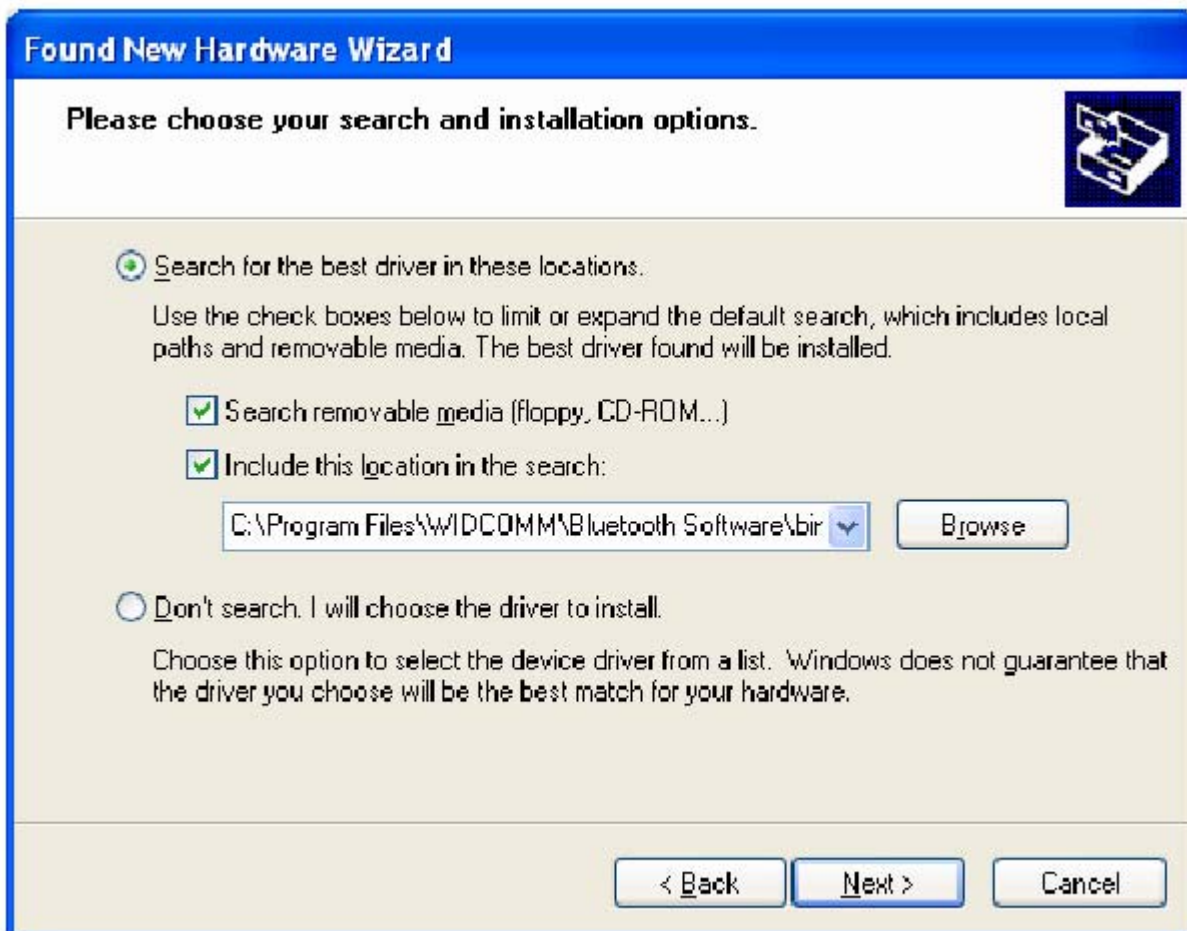 Found New Hardware Wizard
Please choose your search and installation options.
Search for the best driver in these locations.
Use the check boxes below to limit or expand the default search, which includes local
paths and removable media. The best driver found will be installed.
Search removable media (floppy, CD-ROM...)
Include this location in the search:
C:\Program Files\WIDCOMM\Bluetooth Software\bin
Browse
Don't search. I will choose the driver to install.
Choose this option to select the device driver from a list. Windows does not guarantee that
the driver you choose will be the best match for your hardware.
< Back Next > Cancel